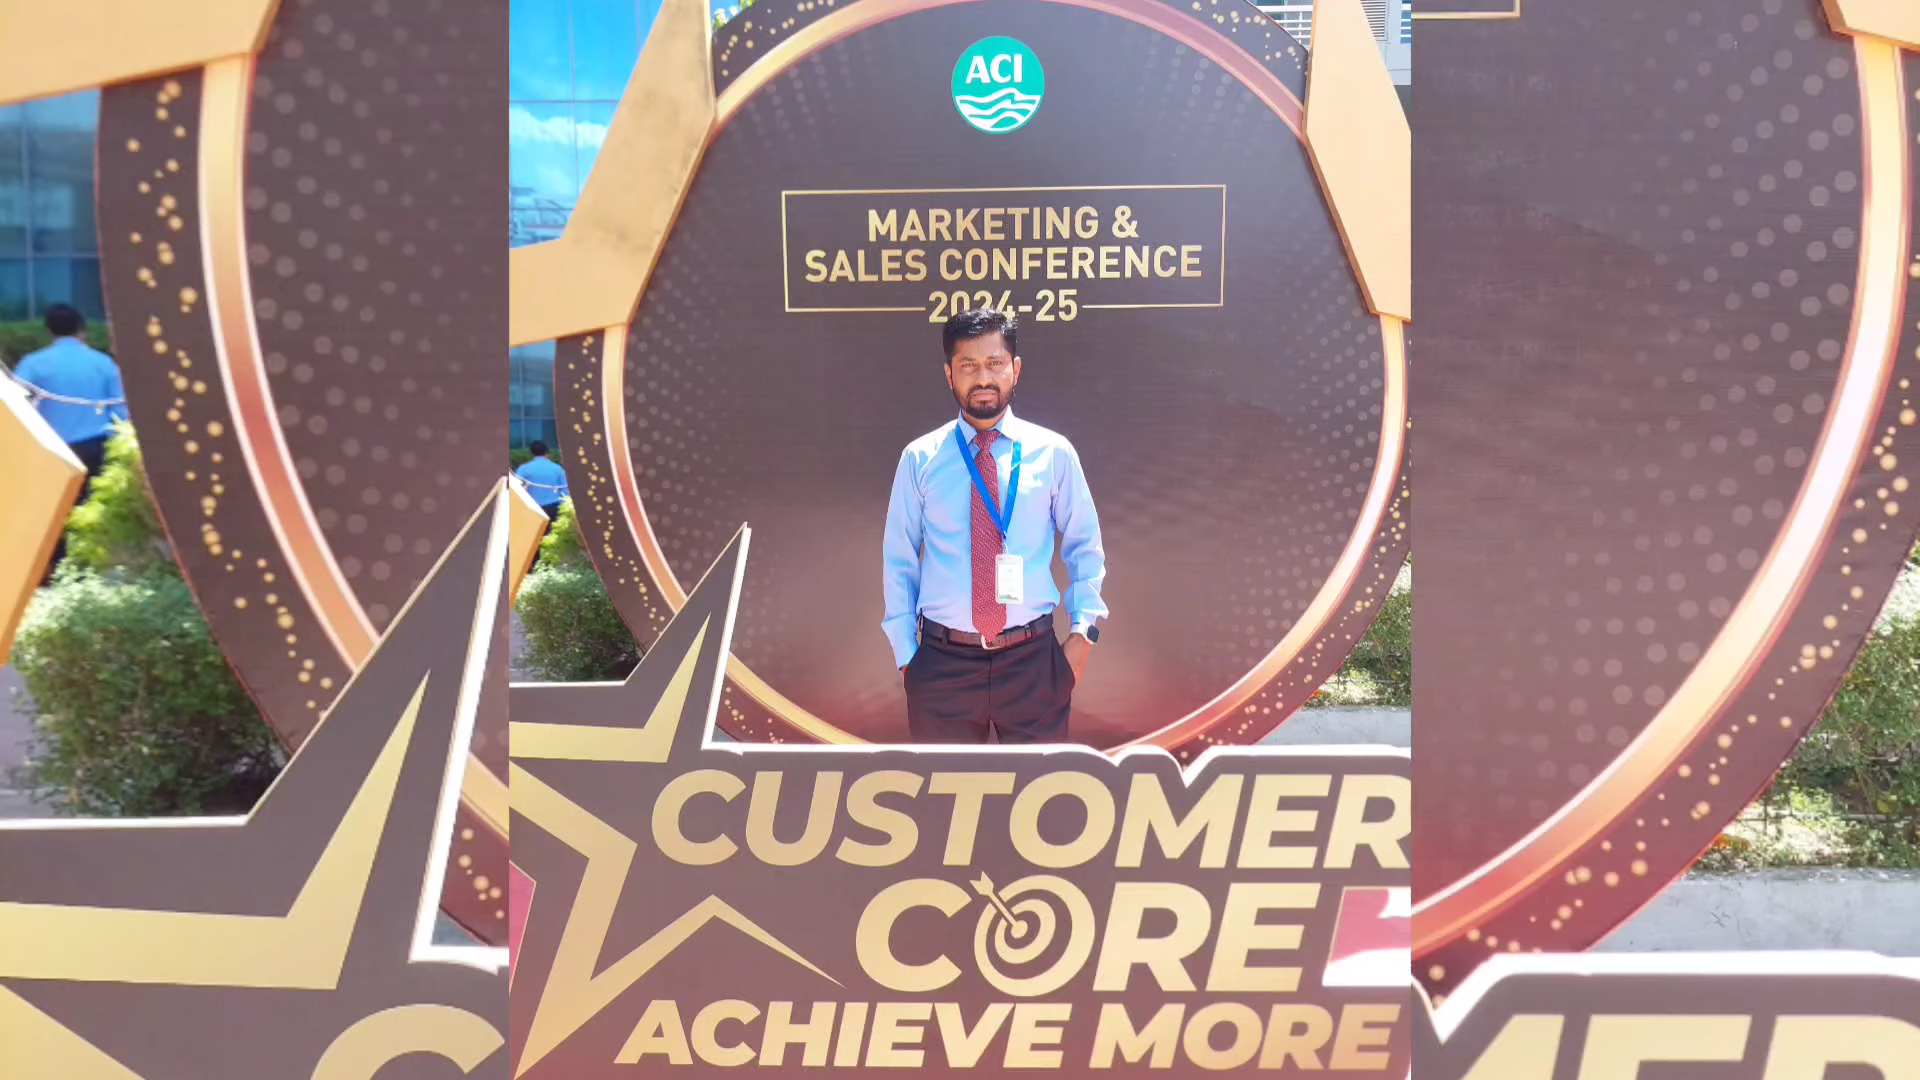 ACI
MARKETING &
SALES CONFERENCE
2024-25
CUSTOMER
CORE
ACHIEVE MORE